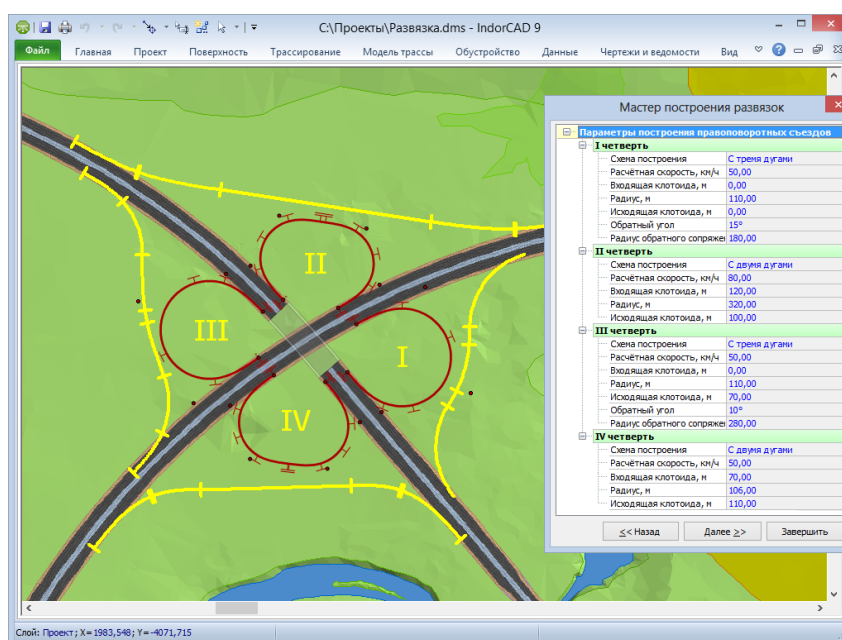 C:\Проекты\Развязка.dms - IndorCAD 9
Файл Главная Проект Поверхность Трассирование Модель трассы Обустройство Данные Чертежи и ведомости Вид
Мастер построения развязок
Параметры построения правоповоротных съездов
I четверть
Схема построения С тремя дугами
Расчётная скорость, км/ч 50,00
Входящая клотоида, м 0,00
Радиус, м 110,00
Исходящая клотоида, м 0,00
Обратный угол 15°
Радиус обратного сопряжен 180,00
II четверть
Схема построения С двумя дугами
Расчётная скорость, км/ч 80,00
Входящая клотоида, м 120,00
Радиус, м 320,00
Исходящая клотоида, м 100,00
III четверть
Схема построения С тремя дугами
Расчётная скорость, км/ч 50,00
Входящая клотоида, м 0,00
Радиус, м 110,00
Исходящая клотоида, м 70,00
Обратный угол 10°
Радиус обратного сопряжен 280,00
IV четверть
Схема построения С двумя дугами
Расчётная скорость, км/ч 50,00
Входящая клотоида, м 70,00
Радиус, м 106,00
Исходящая клотоида, м 110,00
<< Назад Далее >> Завершить
II
III
I
IV
Слой: Проект; X=1983,548; Y=-4071,715